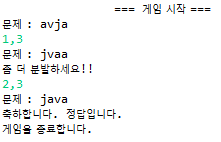 === 게임 시작 ===
문제 : avja
1,3
문제 : jvaa
좀 더 분발하세요!!
2,3
문제 : java
축하합니다. 정답입니다.
게임을 종료합니다.